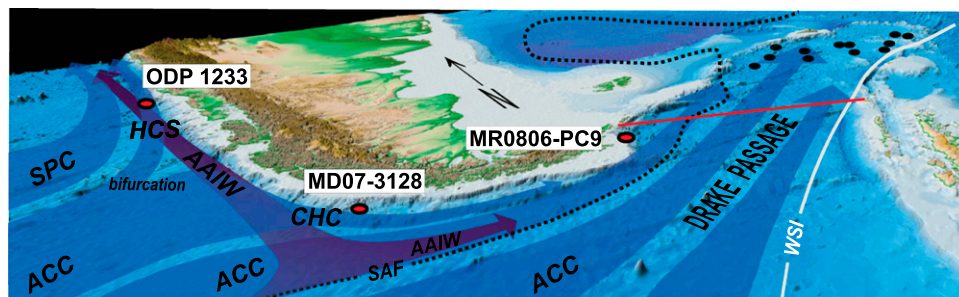 ODP 1233
HCS
SPC
AAIW
bifurcation
MD07-3128
CHC
MR0806-PC9
N
DRAKE PASSAGE
WSI
AAIW
SAF
ACC
ACC
ACC